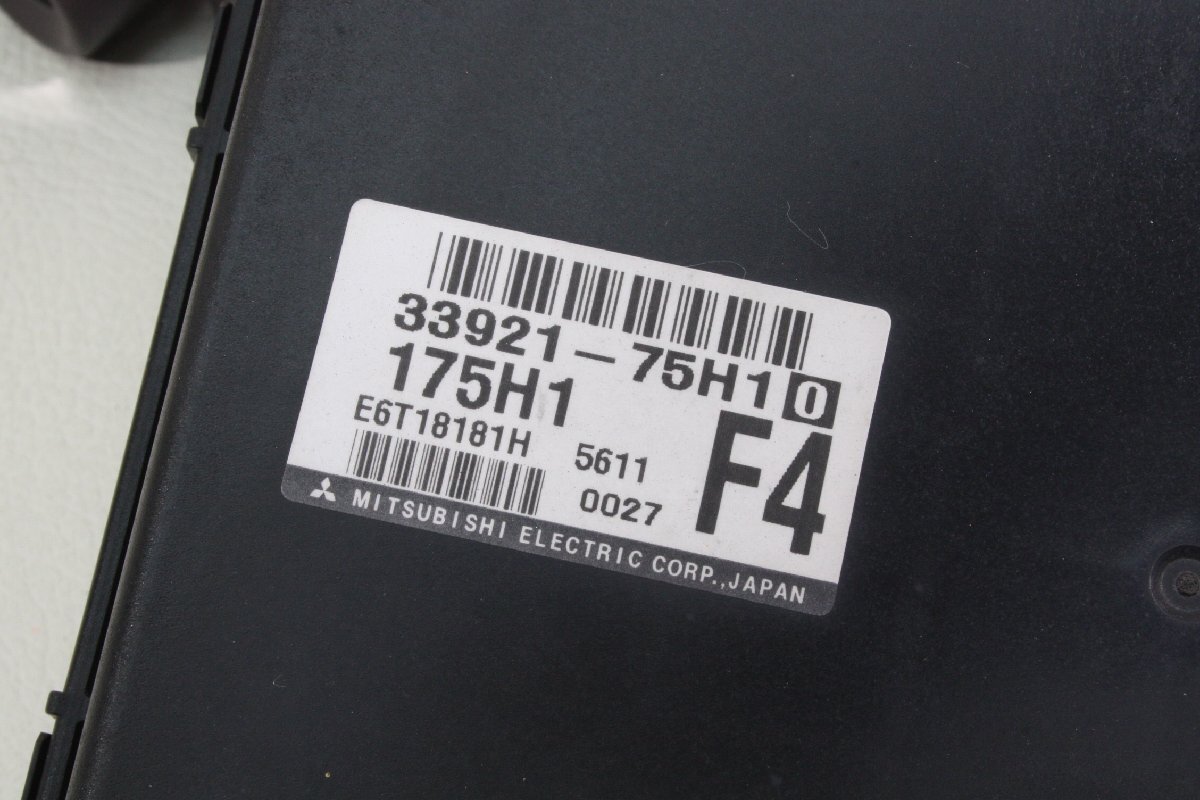 33921-75H10
175H1
E6T18181H
5611
0027
F4
MITSUBISHI ELECTRIC CORP.,JAPAN